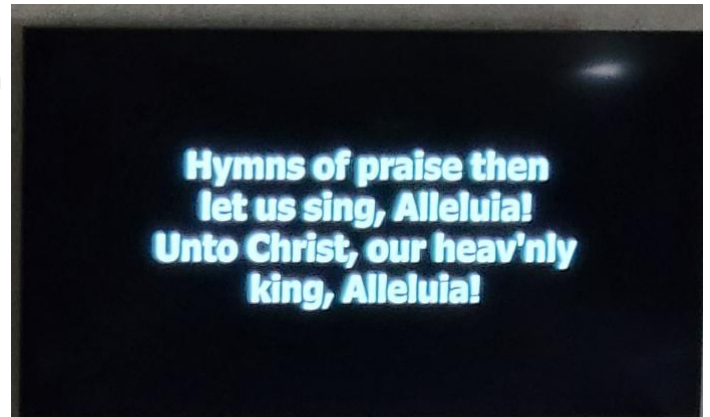 Hymns of praise then
let us sing, Alleluia!
Unto Christ, our heav'nly
king, Alleluia!